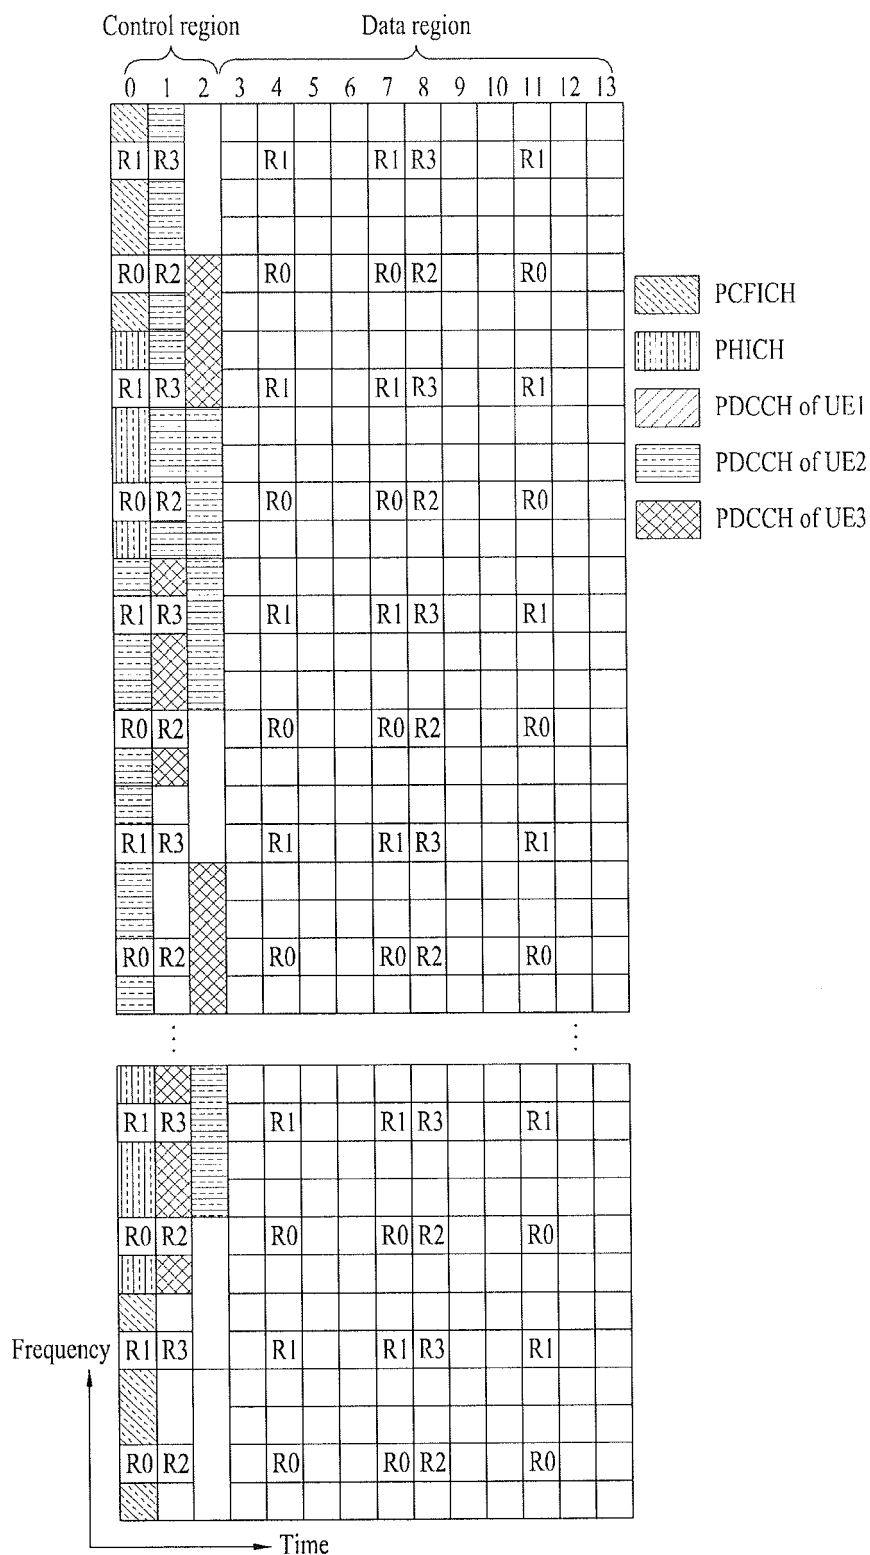 Control region Data region
0 1 2 3 4 5 6 7 8 9 10 11 12 13
R1 R3 R1 R1 R3 R1
R0 R2 R0 R0 R2 R0
PCFICH
PHICH
R1 R3 R1 R1 R3 R1
PDCCH of UE1
PDCCH of UE2
R0 R2 R0 R0 R2 R0
PDCCH of UE3
R1 R3 R1 R1 R3 R1
R0 R2 R0 R0 R2 R0
R1 R3 R1 R1 R3 R1
R0 R2 R0 R0 R2 R0
R1 R3 R1 R1 R3 R1
R0 R2 R0 R0 R2 R0
Frequency R1 R3 R1 R1 R3 R1
R0 R2 R0 R0 R2 R0
Time